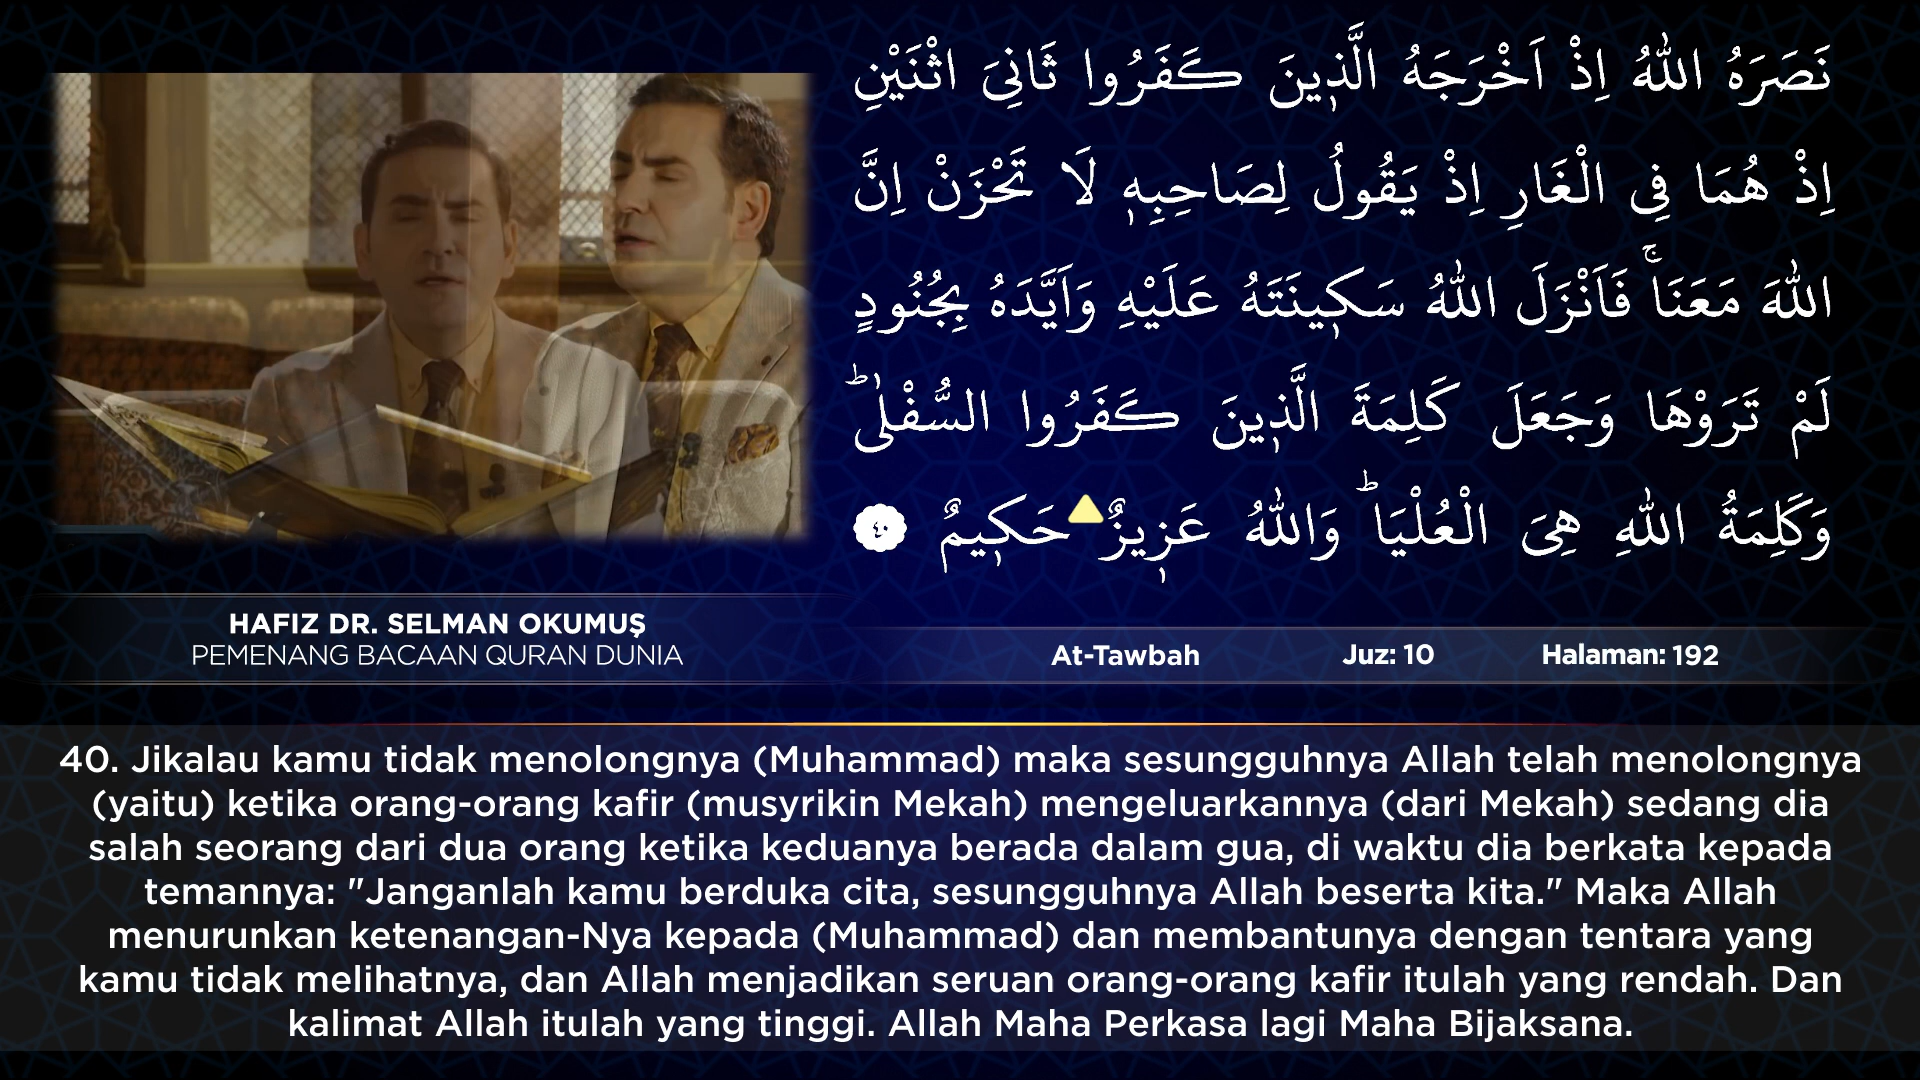 نَصَرَهُ اللّٰهُ اِذْ اَخْرَجَهُ الَّذ۪ينَ كَفَرُوا ثَانِيَ اثْنَيْنِ
اِذْ هُمَا فِي الْغَارِ اِذْ يَقُولُ لِصَاحِبِه۪ لَا تَحْزَنْ اِنَّ
اللّٰهَ مَعَنَاۚ فَاَنْزَلَ اللّٰهُ سَك۪ينَتَهُ عَلَيْهِ وَاَيَّدَهُ بِجُنُودٍ
لَمْ تَرَوْهَا وَجَعَلَ كَلِمَةَ الَّذ۪ينَ كَفَرُوا السُّفْلٰىۜ
وَكَلِمَةُ اللّٰهِ هِيَ الْعُلْيَاۜ وَاللّٰهُ عَز۪يزٌ حَك۪يمٌ ٤٠
HAFIZ DR. SELMAN OKUMUŞ
PEMENANG BACAAN QURAN DUNIA
At-Tawbah Juz: 10 Halaman: 192
40. Jikalau kamu tidak menolongnya (Muhammad) maka sesungguhnya Allah telah menolongnya
(yaitu) ketika orang-orang kafir (musyrikin Mekah) mengeluarkannya (dari Mekah) sedang dia
salah seorang dari dua orang ketika keduanya berada dalam gua, di waktu dia berkata kepada
temannya: "Janganlah kamu berduka cita, sesungguhnya Allah beserta kita." Maka Allah
menurunkan ketenangan-Nya kepada (Muhammad) dan membantunya dengan tentara yang
kamu tidak melihatnya, dan Allah menjadikan seruan orang-orang kafir itulah yang rendah. Dan
kalimat Allah itulah yang tinggi. Allah Maha Perkasa lagi Maha Bijaksana.